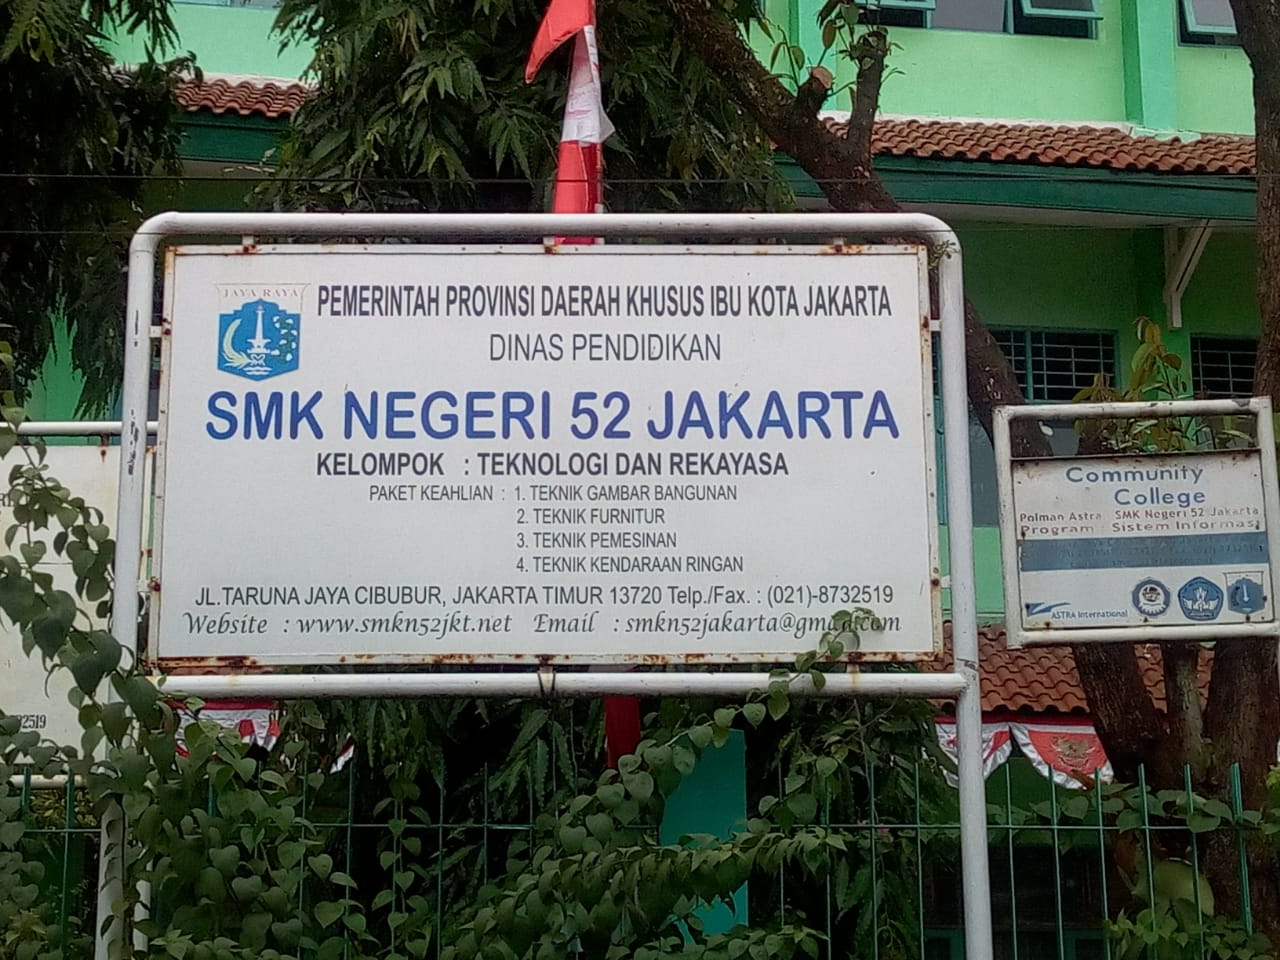 JAYA RAYA
PEMERINTAH PROVINSI DAERAH KHUSUS IBU KOTA JAKARTA
DINAS PENDIDIKAN
SMK NEGERI 52 JAKARTA
KELOMPOK : TEKNOLOGI DAN REKAYASA
PAKET KEAHLIAN : 1. TEKNIK GAMBAR BANGUNAN
2. TEKNIK FURNITUR
3. TEKNIK PEMESINAN
4. TEKNIK KENDARAAN RINGAN
JL.TARUNA JAYA CIBUBUR, JAKARTA TIMUR 13720 Telp./Fax. : (021)-8732519
Website : www.smkn52jkt.net Email : smkn52jakarta@gmail.com
Community
College
Polman Astra SMK Negeri 52 Jakarta
Program : Sistem Informasi
ASTRA International